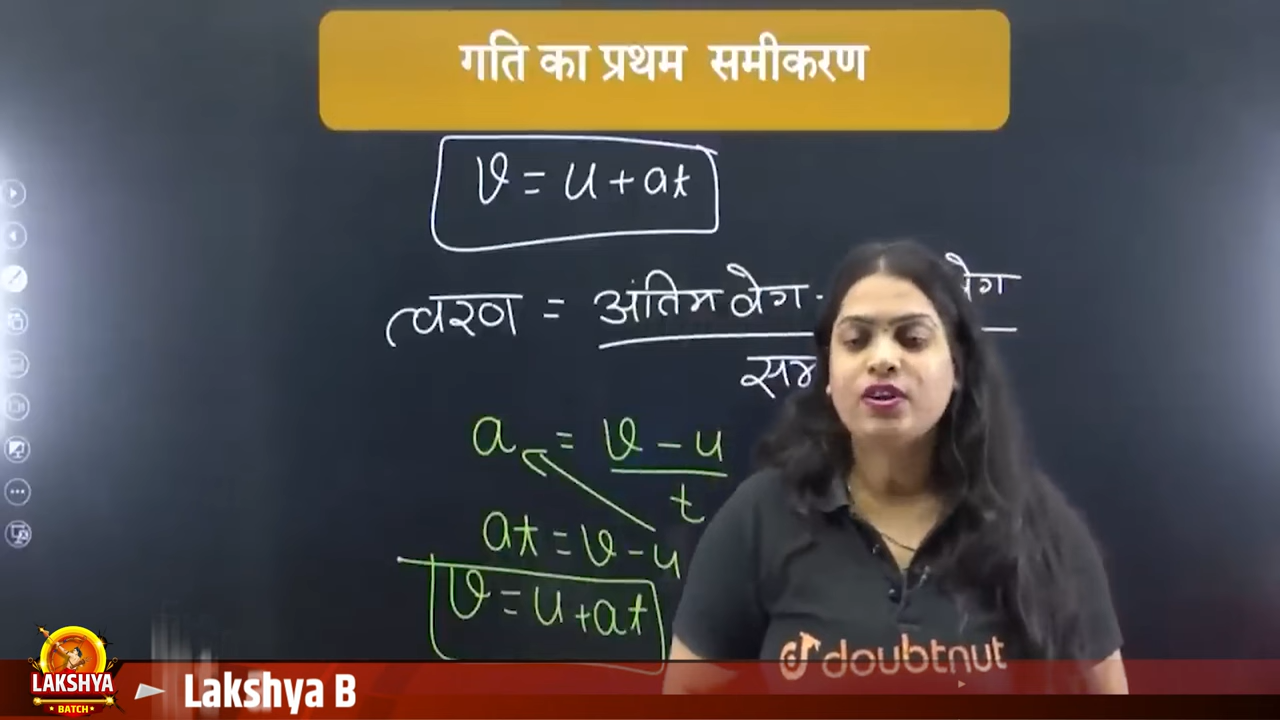 गति का प्रथम समीकरण
v = u + at
त्वरण = अंतिम वेग - वेग
a = v - u
t
at = v - u
v = u + at
doubtnut
LAKSHYA
BATCH
Lakshya B